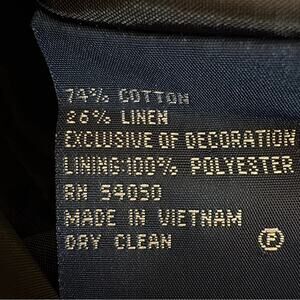 74% COTTON
26% LINEN
EXCLUSIVE OF DECORATION
LINING:100% POLYESTER
RN 54050
MADE IN VIETNAM
DRY CLEAN Ⓕ